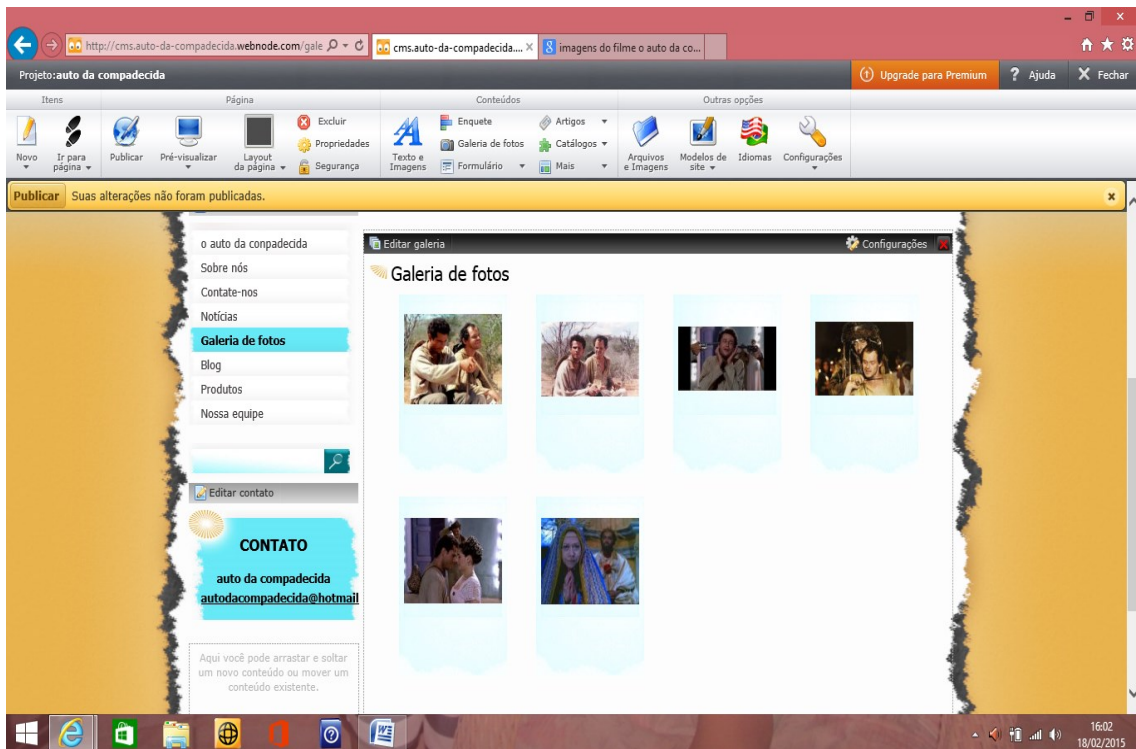 http://cms.auto-da-compadecida.webnode.com/gale
cms.auto-da-compadecida....
imagens do filme o auto da co...
Projeto:auto da compadecida
Upgrade para Premium
? Ajuda
X Fechar
Itens
Página
Conteúdos
Outras opções
Novo
Ir para página
Publicar
Pré-visualizar
Layout da página
Excluir
Propriedades
Segurança
Texto e Imagens
Enquete
Galeria de fotos
Formulário
Artigos
Catálogos
Mais
Arquivos e Imagens
Modelos de site
Idiomas
Configurações
Publicar Suas alterações não foram publicadas.
o auto da conpadecida
Sobre nós
Contate-nos
Notícias
Galeria de fotos
Blog
Produtos
Nossa equipe
Editar galeria
Configurações
Galeria de fotos
Editar contato
CONTATO
auto da compadecida
autodacompadecida@hotmail
Aqui você pode arrastar e soltar
um novo conteúdo ou mover um
conteúdo existente.
16:02
18/02/2015